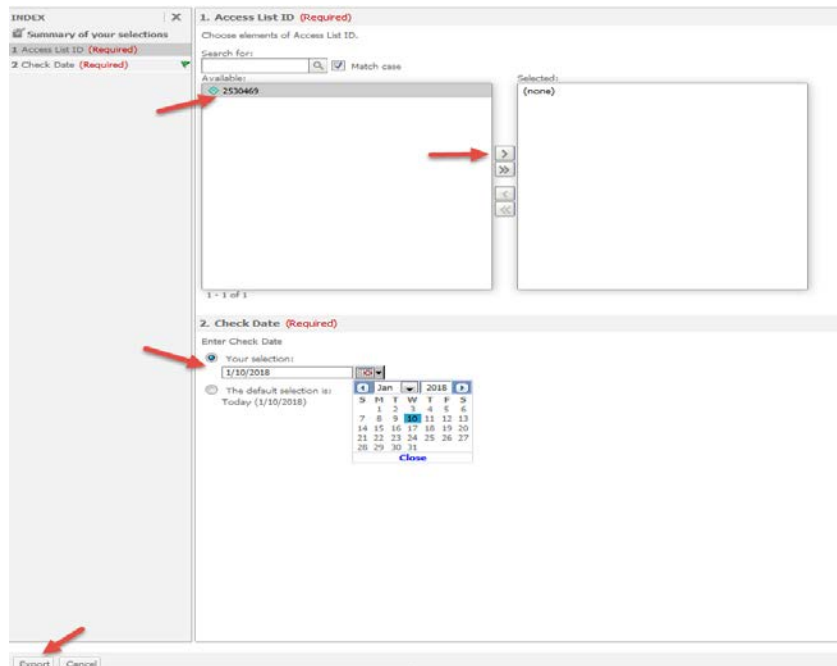 INDEX X
Summary of your selections
1 Access List ID (Required)
2 Check Date (Required)
1. Access List ID (Required)
Choose elements of Access List ID.
Search for:
Match case
Available:
2530469
Selected:
(none)
>
>>
<
<<
1 - 1 of 1
2. Check Date (Required)
Enter Check Date
Your selection:
1/10/2018
The default selection is:
Today (1/10/2018)
Jan 2018
S M T W T F S
1 2 3 4 5 6
7 8 9 10 11 12 13
14 15 16 17 18 19 20
21 22 23 24 25 26 27
28 29 30 31
Close
Export Cancel